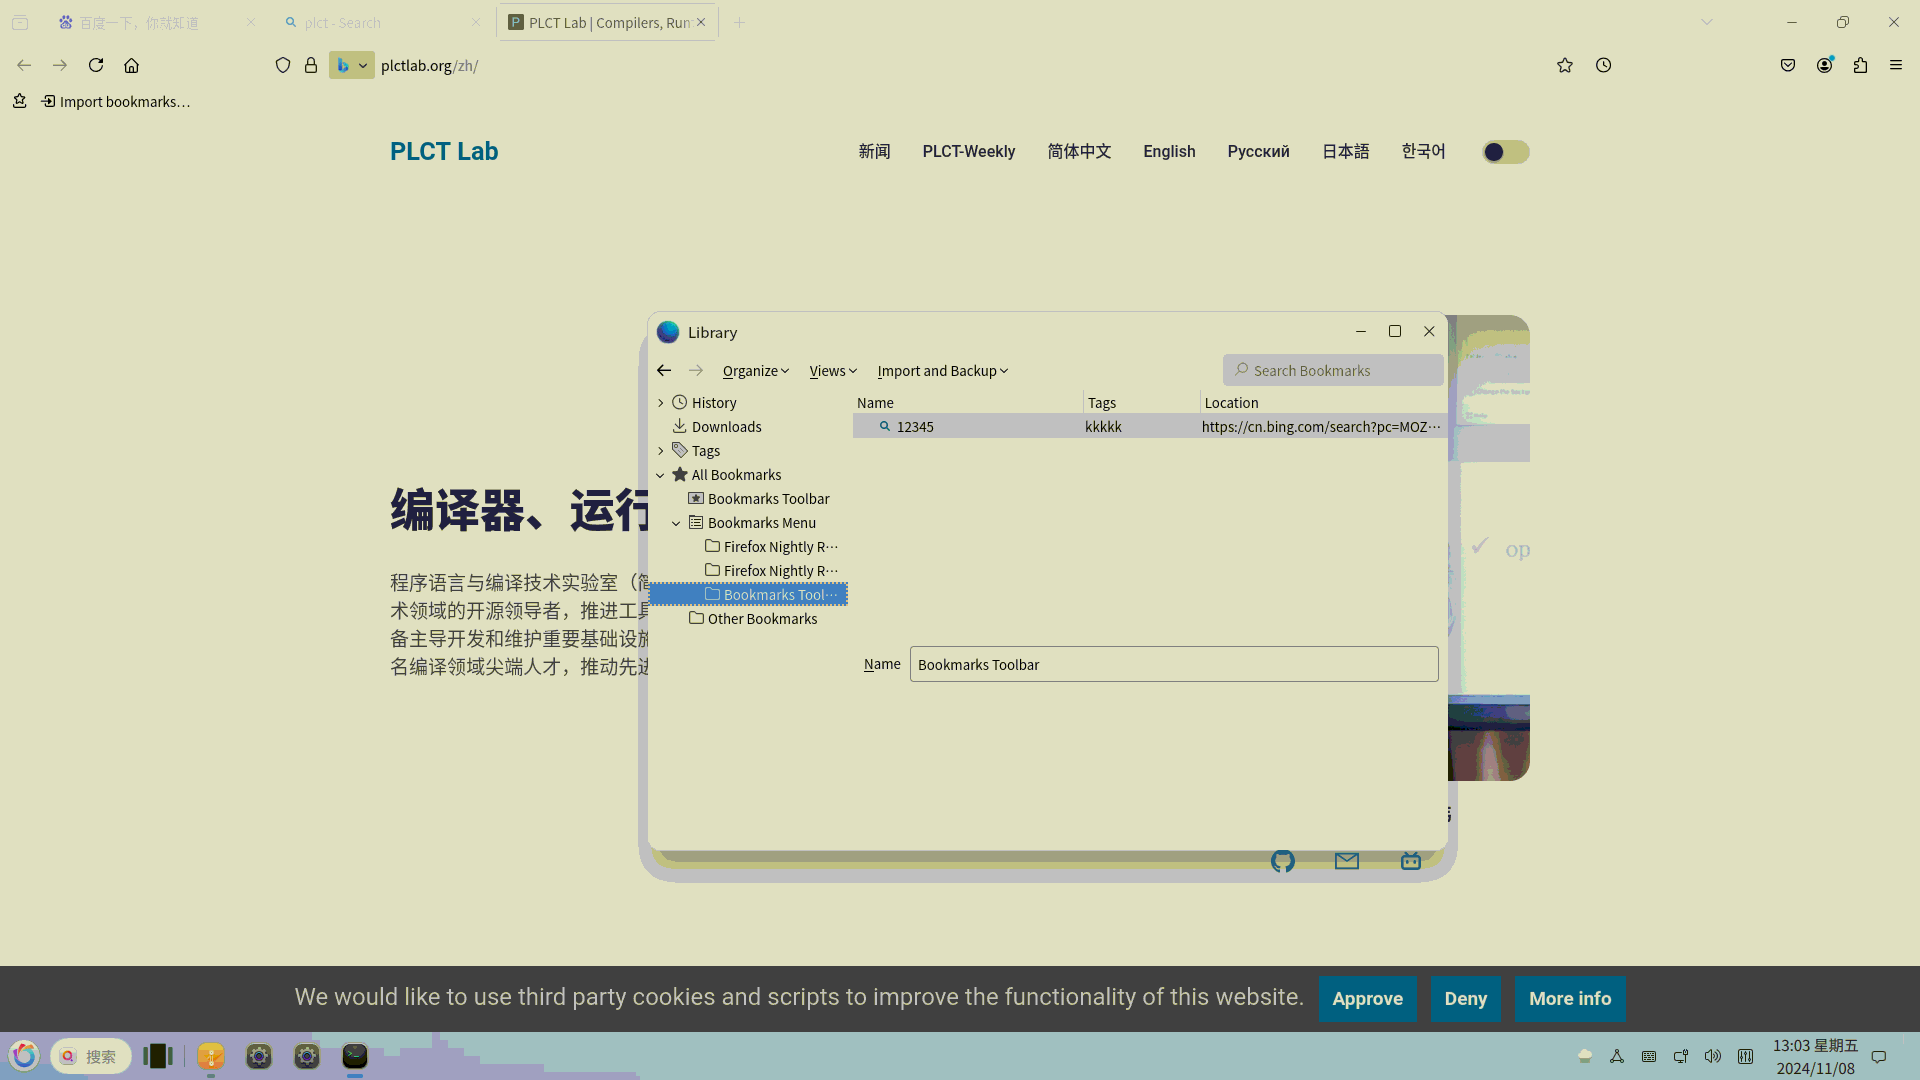 百度一下，你就知道
plct - Search
PLCT Lab | Compilers, Run
plctlab.org/zh/
Import bookmarks…
PLCT Lab
新闻
PLCT-Weekly
简体中文
English
Русский
日本語
한국어
Library
Organize
Views
Import and Backup
Search Bookmarks
History
Downloads
Tags
All Bookmarks
Bookmarks Toolbar
Bookmarks Menu
Firefox Nightly R…
Firefox Nightly R…
Bookmarks Tool…
Other Bookmarks
Name Tags Location
12345 kkkkk https://cn.bing.com/search?pc=MOZ…
Name Bookmarks Toolbar
编译器、运行
程序语言与编译技术实验室（
术领域的开源领导者，推进工
备主导开发和维护重要基础设施
名编译领域尖端人才，推动先进
op
We would like to use third party cookies and scripts to improve the functionality of this website.
Approve
Deny
More info
搜索
13:03 星期五
2024/11/08